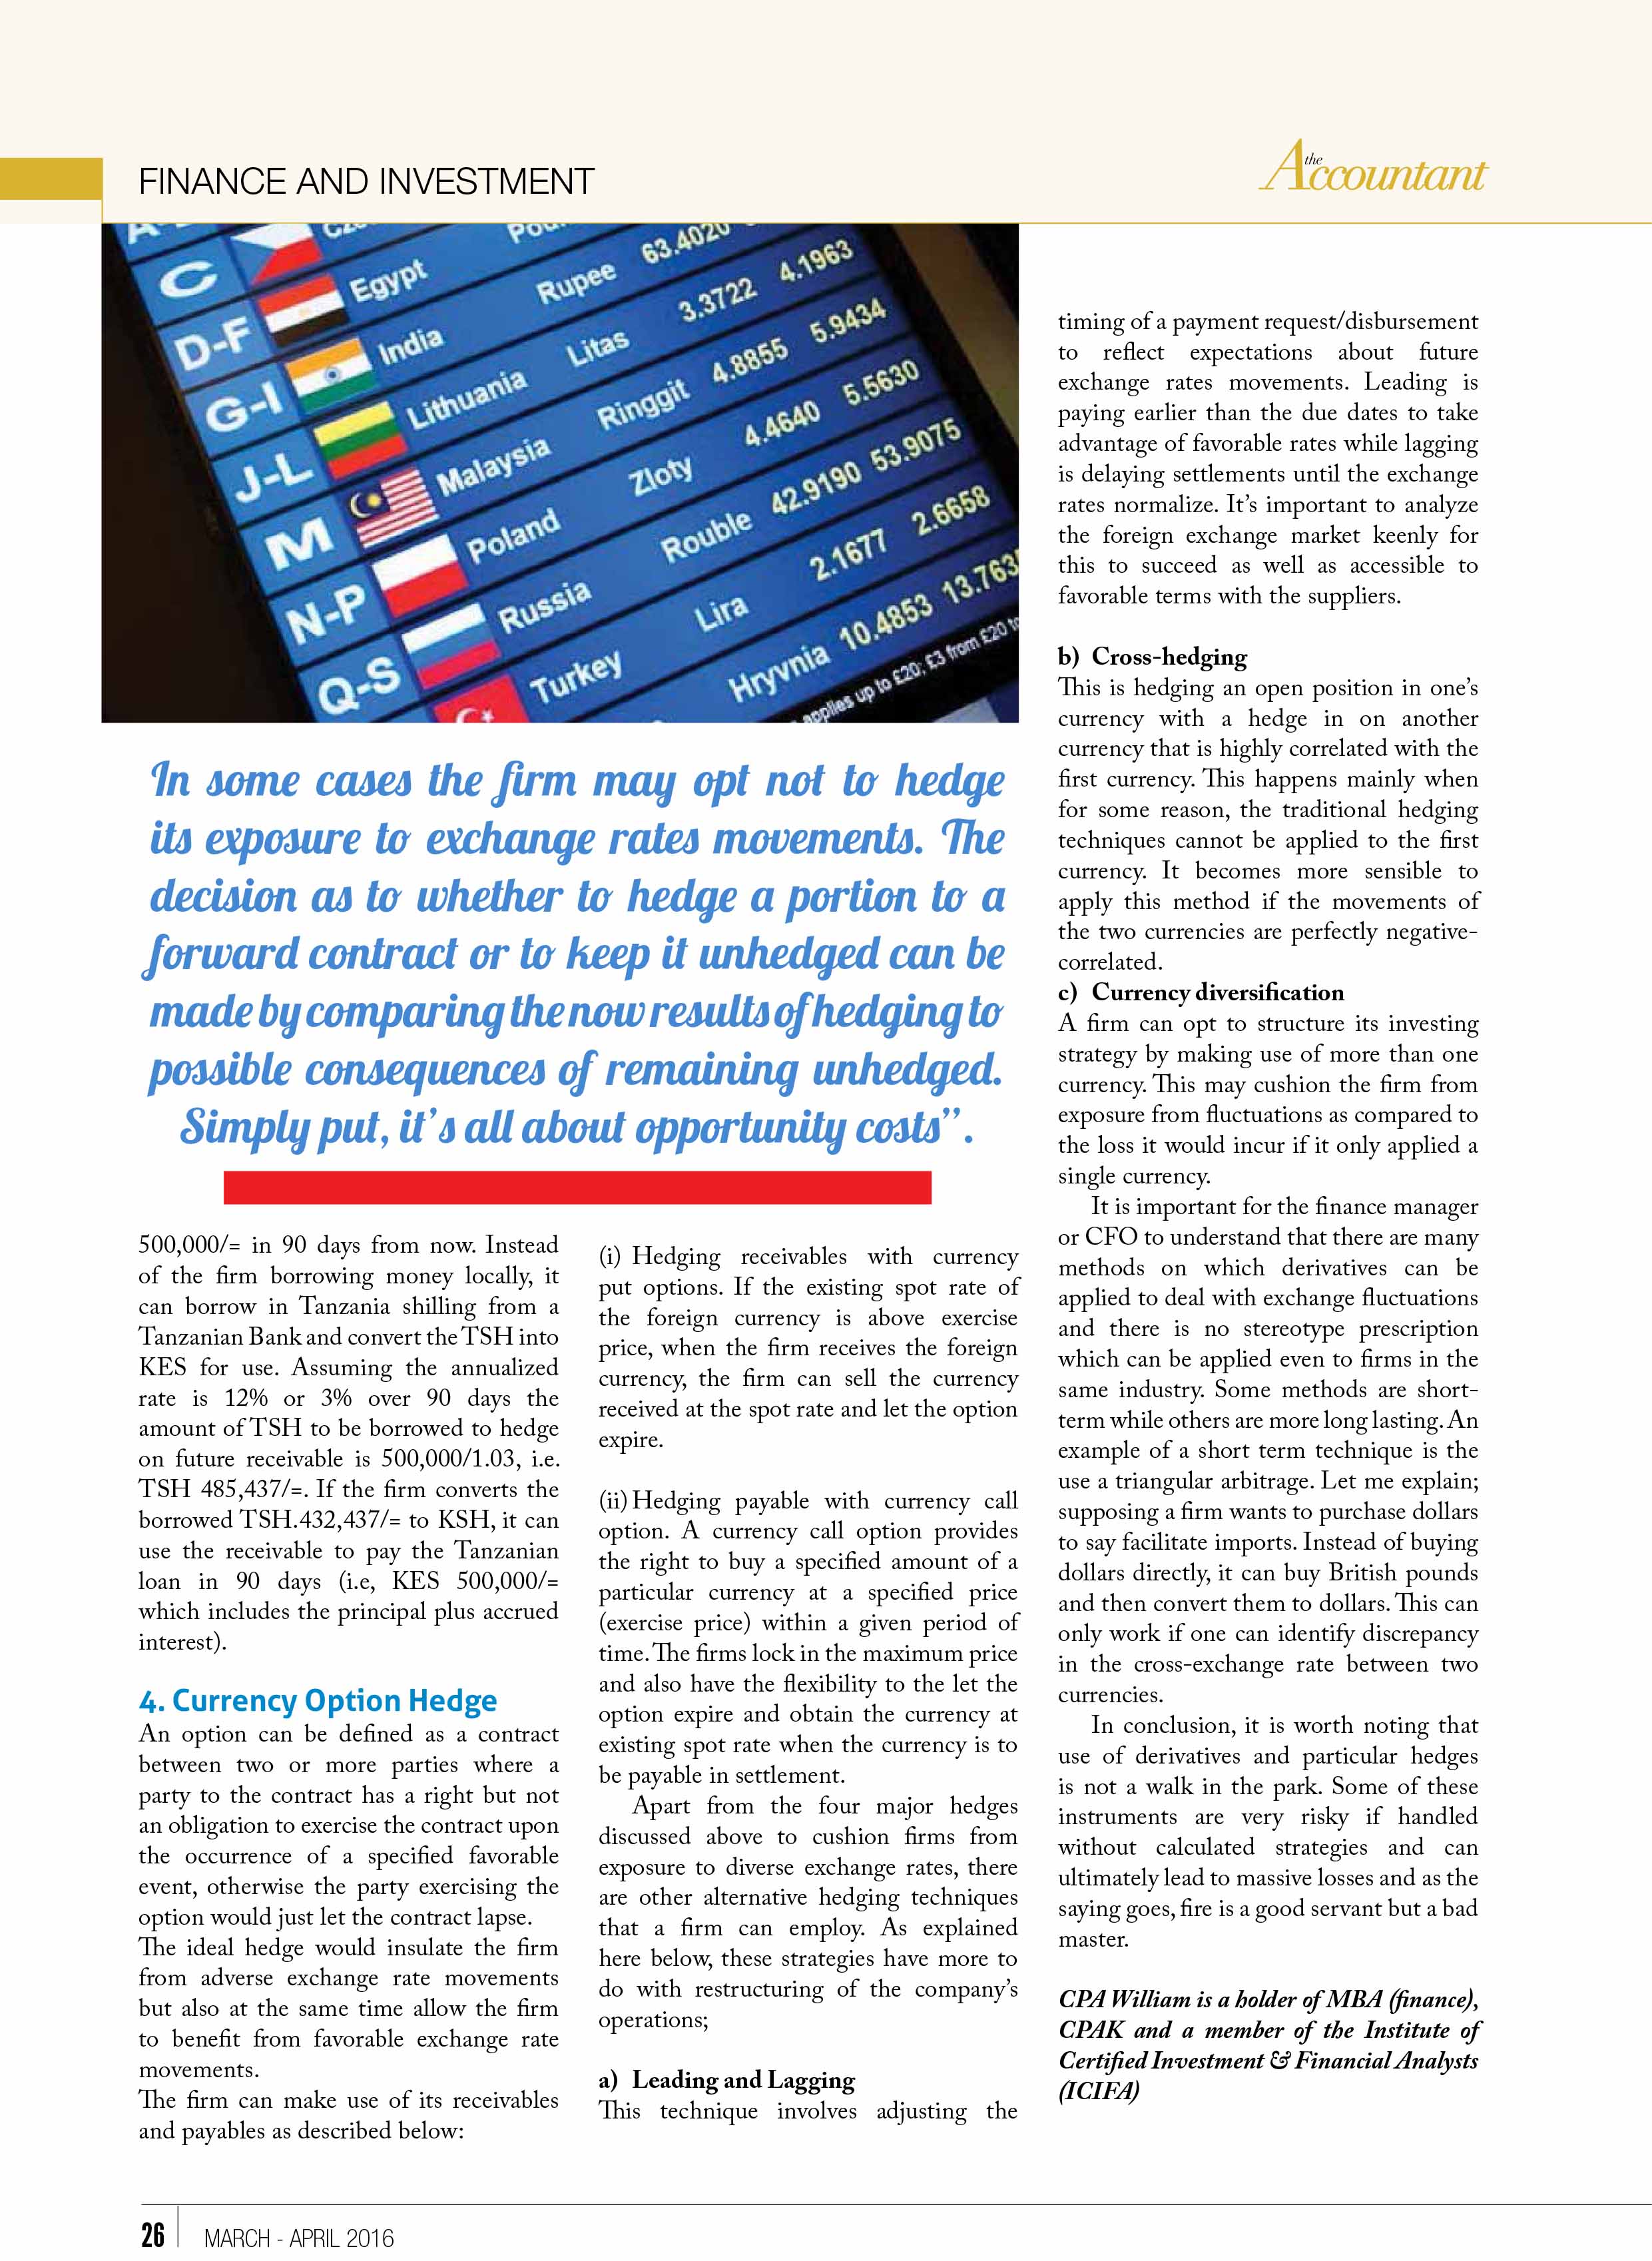 FINANCE AND INVESTMENT
the Accountant
C
Egypt
Rupee 63.4020
D-F
India
Litas 3.3722 4.1963
G-I
Lithuania
Ringgit 4.8855 5.9434
J-L
Malaysia
Zloty 4.4640 5.5630
M
Poland
Rouble 42.9190 53.9075
N-P
Russia
Lira 2.1677 2.6658
Q-S
Turkey
Hryvnia 10.4853 13.763
applies up to £20; £3 from £20 to
In some cases the firm may opt not to hedge
its exposure to exchange rates movements. The
decision as to whether to hedge a portion to a
forward contract or to keep it unhedged can be
made by comparing the now results of hedging to
possible consequences of remaining unhedged.
Simply put, it's all about opportunity costs".
500,000/= in 90 days from now. Instead
of the firm borrowing money locally, it
can borrow in Tanzania shilling from a
Tanzanian Bank and convert the TSH into
KES for use. Assuming the annualized
rate is 12% or 3% over 90 days the
amount of TSH to be borrowed to hedge
on future receivable is 500,000/1.03, i.e.
TSH 485,437/=. If the firm converts the
borrowed TSH.432,437/= to KSH, it can
use the receivable to pay the Tanzanian
loan in 90 days (i.e, KES 500,000/=
which includes the principal plus accrued
interest).
4. Currency Option Hedge
An option can be defined as a contract
between two or more parties where a
party to the contract has a right but not
an obligation to exercise the contract upon
the occurrence of a specified favorable
event, otherwise the party exercising the
option would just let the contract lapse.
The ideal hedge would insulate the firm
from adverse exchange rate movements
but also at the same time allow the firm
to benefit from favorable exchange rate
movements.
The firm can make use of its receivables
and payables as described below:
(i) Hedging receivables with currency
put options. If the existing spot rate of
the foreign currency is above exercise
price, when the firm receives the foreign
currency, the firm can sell the currency
received at the spot rate and let the option
expire.
(ii) Hedging payable with currency call
option. A currency call option provides
the right to buy a specified amount of a
particular currency at a specified price
(exercise price) within a given period of
time. The firms lock in the maximum price
and also have the flexibility to the let the
option expire and obtain the currency at
existing spot rate when the currency is to
be payable in settlement.
Apart from the four major hedges
discussed above to cushion firms from
exposure to diverse exchange rates, there
are other alternative hedging techniques
that a firm can employ. As explained
here below, these strategies have more to
do with restructuring of the company's
operations;
a) Leading and Lagging
This technique involves adjusting the
timing of a payment request/disbursement
to reflect expectations about future
exchange rates movements. Leading is
paying earlier than the due dates to take
advantage of favorable rates while lagging
is delaying settlements until the exchange
rates normalize. It's important to analyze
the foreign exchange market keenly for
this to succeed as well as accessible to
favorable terms with the suppliers.
b) Cross-hedging
This is hedging an open position in one's
currency with a hedge in on another
currency that is highly correlated with the
first currency. This happens mainly when
for some reason, the traditional hedging
techniques cannot be applied to the first
currency. It becomes more sensible to
apply this method if the movements of
the two currencies are perfectly negative-
correlated.
c) Currency diversification
A firm can opt to structure its investing
strategy by making use of more than one
currency. This may cushion the firm from
exposure from fluctuations as compared to
the loss it would incur if it only applied a
single currency.
It is important for the finance manager
or CFO to understand that there are many
methods on which derivatives can be
applied to deal with exchange fluctuations
and there is no stereotype prescription
which can be applied even to firms in the
same industry. Some methods are short-
term while others are more long lasting. An
example of a short term technique is the
use a triangular arbitrage. Let me explain;
supposing a firm wants to purchase dollars
to say facilitate imports. Instead of buying
dollars directly, it can buy British pounds
and then convert them to dollars. This can
only work if one can identify discrepancy
in the cross-exchange rate between two
currencies.
In conclusion, it is worth noting that
use of derivatives and particular hedges
is not a walk in the park. Some of these
instruments are very risky if handled
without calculated strategies and can
ultimately lead to massive losses and as the
saying goes, fire is a good servant but a bad
master.
CPA William is a holder of MBA (finance),
CPAK and a member of the Institute of
Certified Investment & Financial Analysts
(ICIFA)
26 MARCH - APRIL 2016